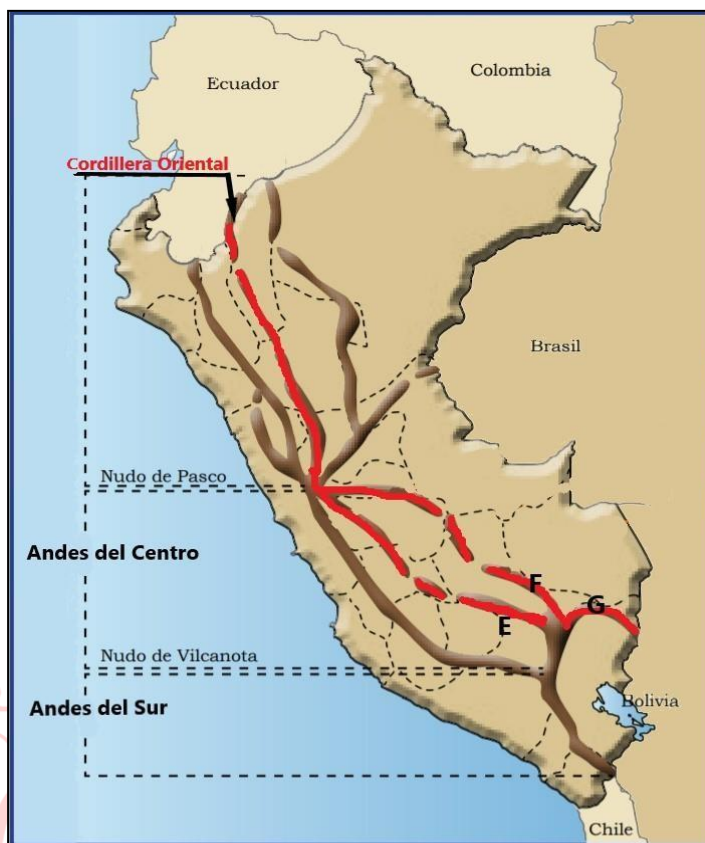 Colombia
Ecuador
Cordillera Oriental
Brasil
Nudo de Pasco
Andes del Centro
F
G
E
Nudo de Vilcanota
Bolivia
Andes del Sur
Chile